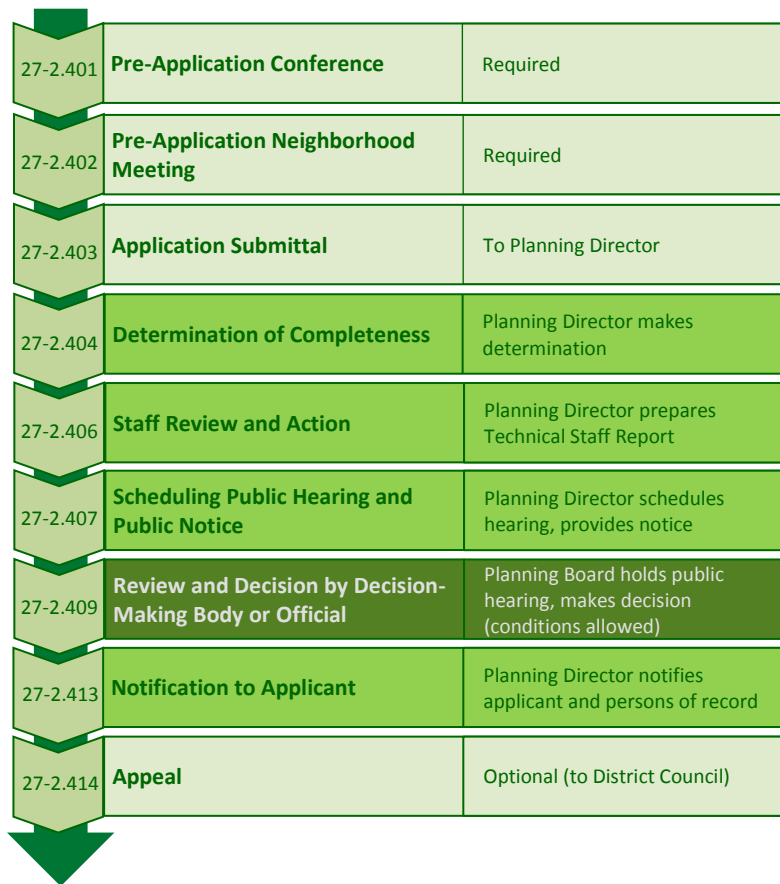 27-2.401
Pre-Application Conference
Required
27-2.402
Pre-Application Neighborhood
Meeting
Required
27-2.403
Application Submittal
To Planning Director
27-2.404
Determination of Completeness
Planning Director makes
determination
27-2.406
Staff Review and Action
Planning Director prepares
Technical Staff Report
27-2.407
Scheduling Public Hearing and
Public Notice
Planning Director schedules
hearing, provides notice
27-2.409
Review and Decision by Decision-
Making Body or Official
Planning Board holds public
hearing, makes decision
(conditions allowed)
27-2.413
Notification to Applicant
Planning Director notifies
applicant and persons of record
27-2.414
Appeal
Optional (to District Council)